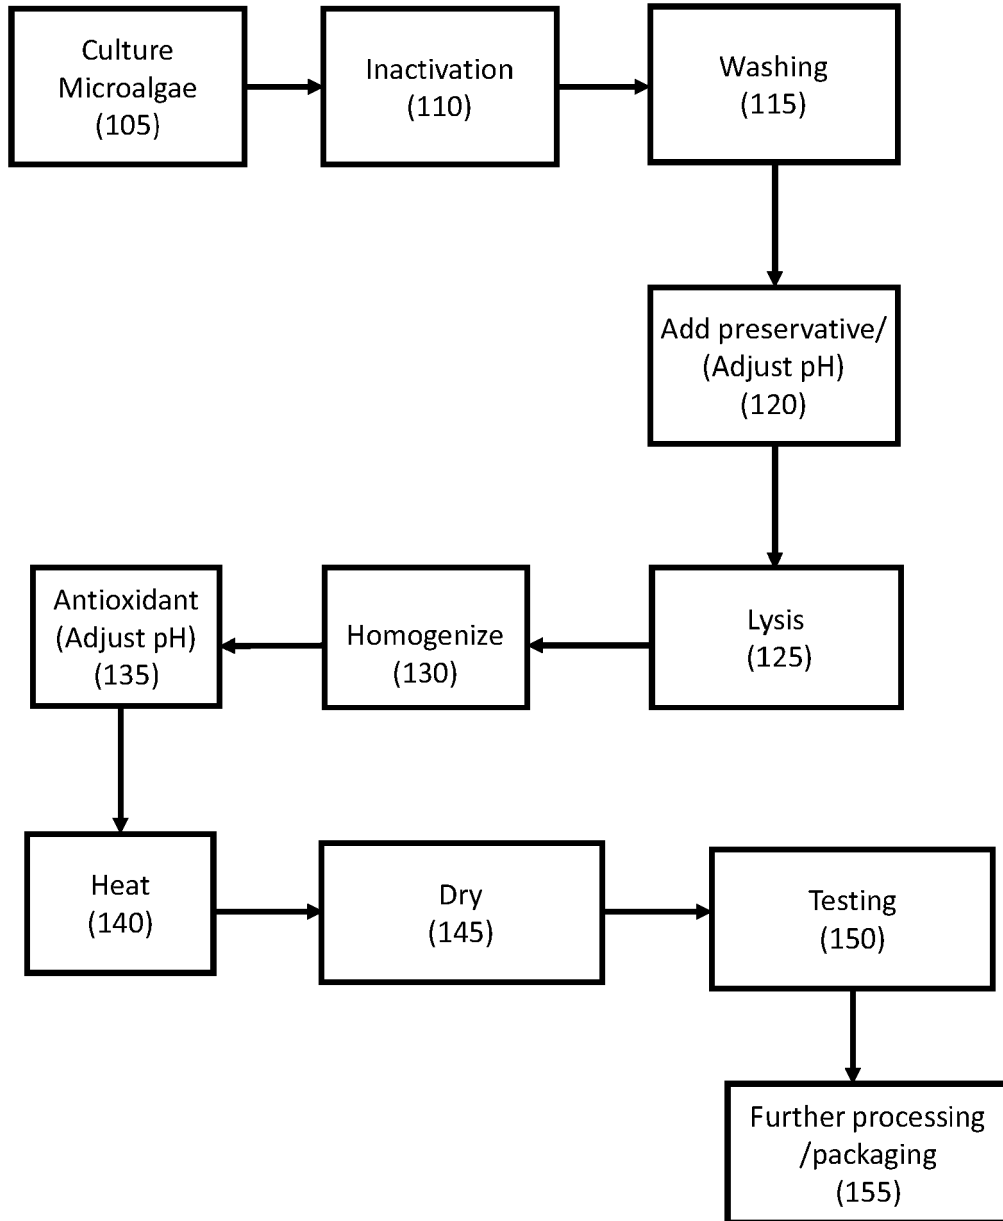 Culture
Microalgae
(105)
Inactivation
(110)
Washing
(115)
Add preservative/
(Adjust pH)
(120)
Lysis
(125)
Homogenize
(130)
Antioxidant
(Adjust pH)
(135)
Heat
(140)
Dry
(145)
Testing
(150)
Further processing
/packaging
(155)